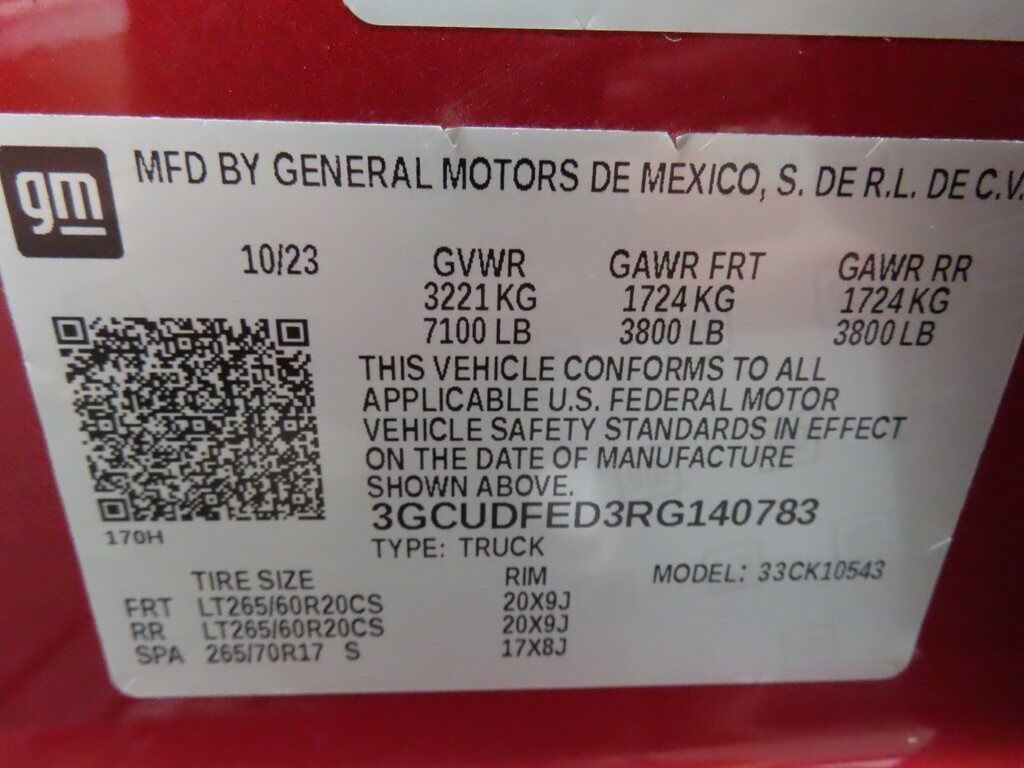 gm
MFD BY GENERAL MOTORS DE MEXICO, S. DE R.L. DE C.V.
10/23 GVWR GAWR FRT GAWR RR
3221 KG 1724 KG 1724 KG
7100 LB 3800 LB 3800 LB
THIS VEHICLE CONFORMS TO ALL
APPLICABLE U.S. FEDERAL MOTOR
VEHICLE SAFETY STANDARDS IN EFFECT
ON THE DATE OF MANUFACTURE
SHOWN ABOVE.
3GCUDFED3RG140783
170H
TYPE: TRUCK
TIRE SIZE RIM MODEL: 33CK10543
FRT LT265/60R20CS 20X9J
RR LT265/60R20CS 20X9J
SPA 265/70R17 S 17X8J